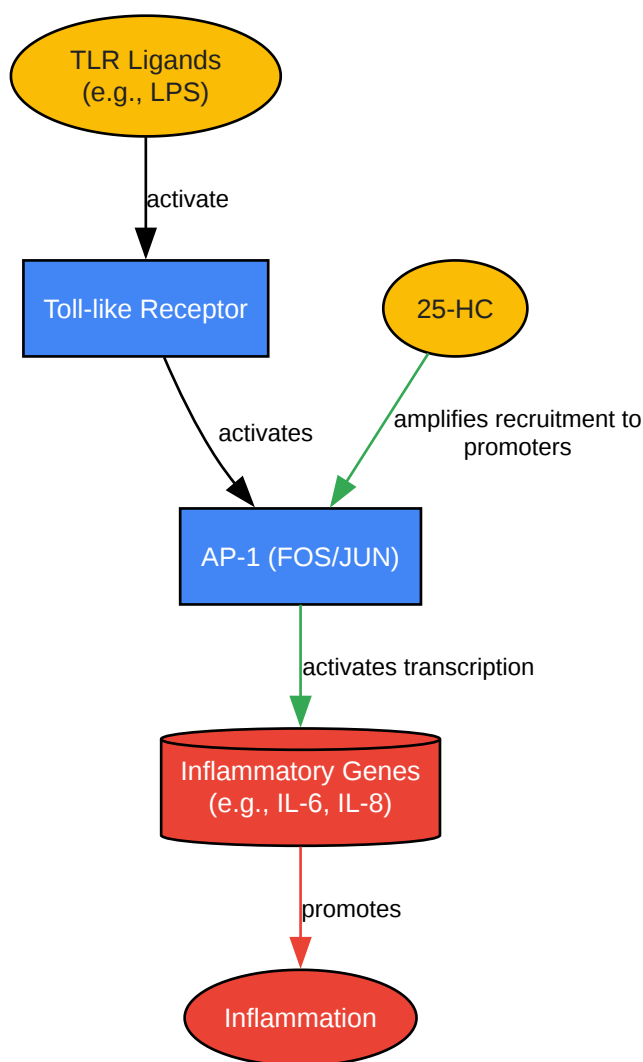 TLR Ligands
(e.g., LPS)
activate
Toll-like Receptor
25-HC
activates
amplifies recruitment to
promoters
AP-1 (FOS/JUN)
activates transcription
Inflammatory Genes
(e.g., IL-6, IL-8)
promotes
Inflammation